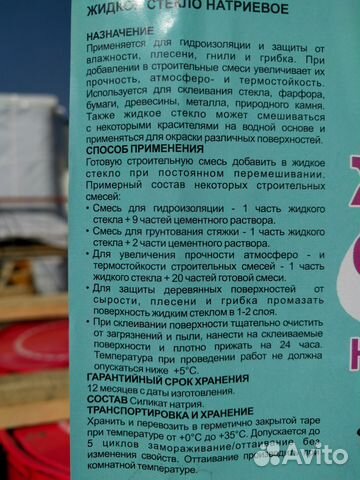 ЖИДКОЕ СТЕКЛО НАТРИЕВОЕ
НАЗНАЧЕНИЕ
Применяется для гидроизоляции и защиты от
влажности, плесени, гнили и грибка. При
добавлении в строительные смеси увеличивает их
прочность, атмосферо- и термостойкость.
Используется для склеивания стекла, фарфора,
бумаги, древесины, металла, природного камня.
Также жидкое стекло может смешиваться
с некоторыми красителями на водной основе и
применяться для окраски различных поверхностей.
СПОСОБ ПРИМЕНЕНИЯ
Готовую строительную смесь добавить в жидкое
стекло при постоянном перемешивании.
Примерный состав некоторых строительных
смесей:
• Смесь для гидроизоляции - 1 часть жидкого
стекла + 9 частей цементного раствора.
• Смесь для грунтования стяжки - 1 часть жидкого
стекла + 2 части цементного раствора.
• Для увеличения прочности атмосферо - и
термостойкости строительных смесей - 1 часть
жидкого стекла + 20 частей готовой смеси.
• Для защиты деревянных поверхностей от
сырости, плесени и грибка промазать
поверхность жидким стеклом в 1-2 слоя.
• При склеивании поверхности тщательно очистить
от загрязнений и пыли, нанести на склеиваемые
поверхности и плотно прижать на 24 часа.
Температура при проведении работ не должна
опускаться ниже +5°С.
ГАРАНТИЙНЫЙ СРОК ХРАНЕНИЯ
12 месяцев с даты изготовления.
СОСТАВ Силикат натрия.
ТРАНСПОРТИРОВКА И ХРАНЕНИЕ
Хранить и перевозить в герметично закрытой таре
при температуре от +0°С до +35°С. Допускается до
5 циклов замораживание/оттаивание без
изменения свойств. Оттаивание производить при
комнатной температуре.
Avito